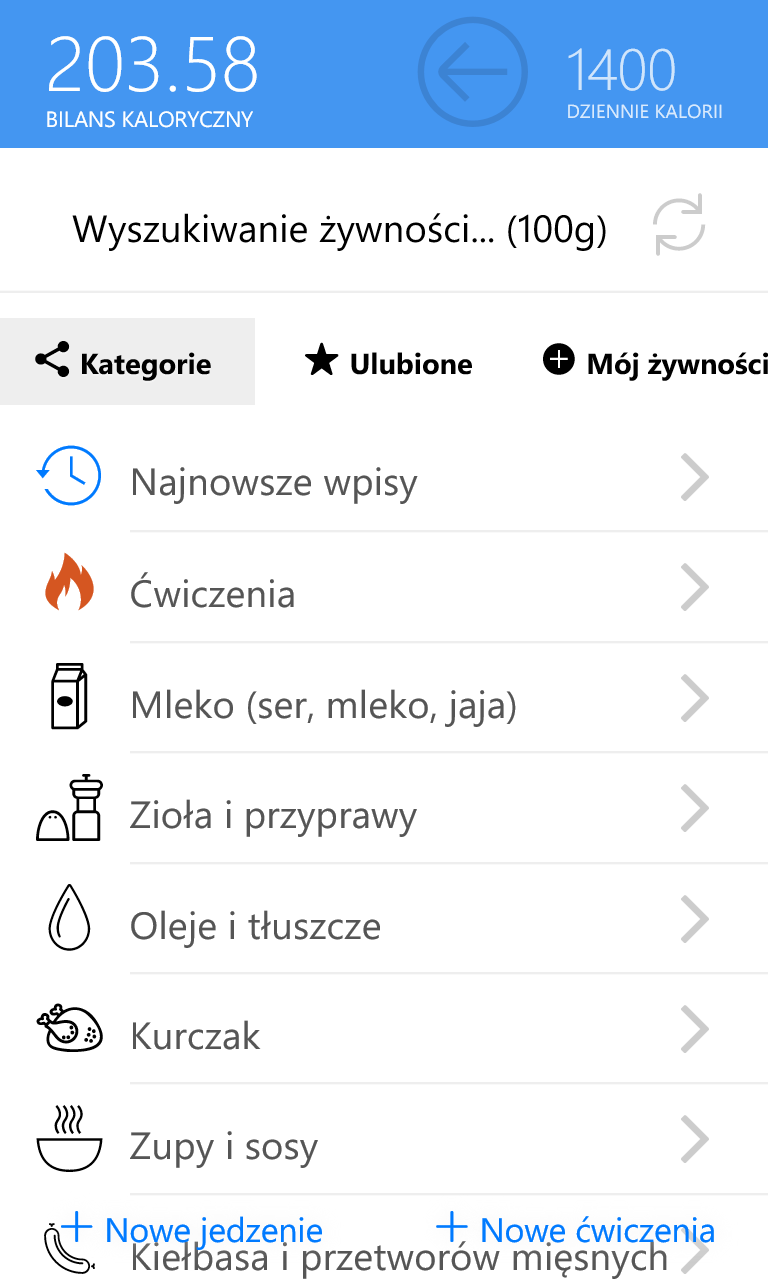 203.58
BILANS KALORYCZNY
1400
DZIENNIE KALORII
Wyszukiwanie żywności... (100g)
Kategorie
Ulubione
Mój żywności
Najnowsze wpisy
Ćwiczenia
Mleko (ser, mleko, jaja)
Zioła i przyprawy
Oleje i tłuszcze
Kurczak
Zupy i sosy
Nowe jedzenie
Nowe ćwiczenia
Kiełbasa i przetworów mięsnych